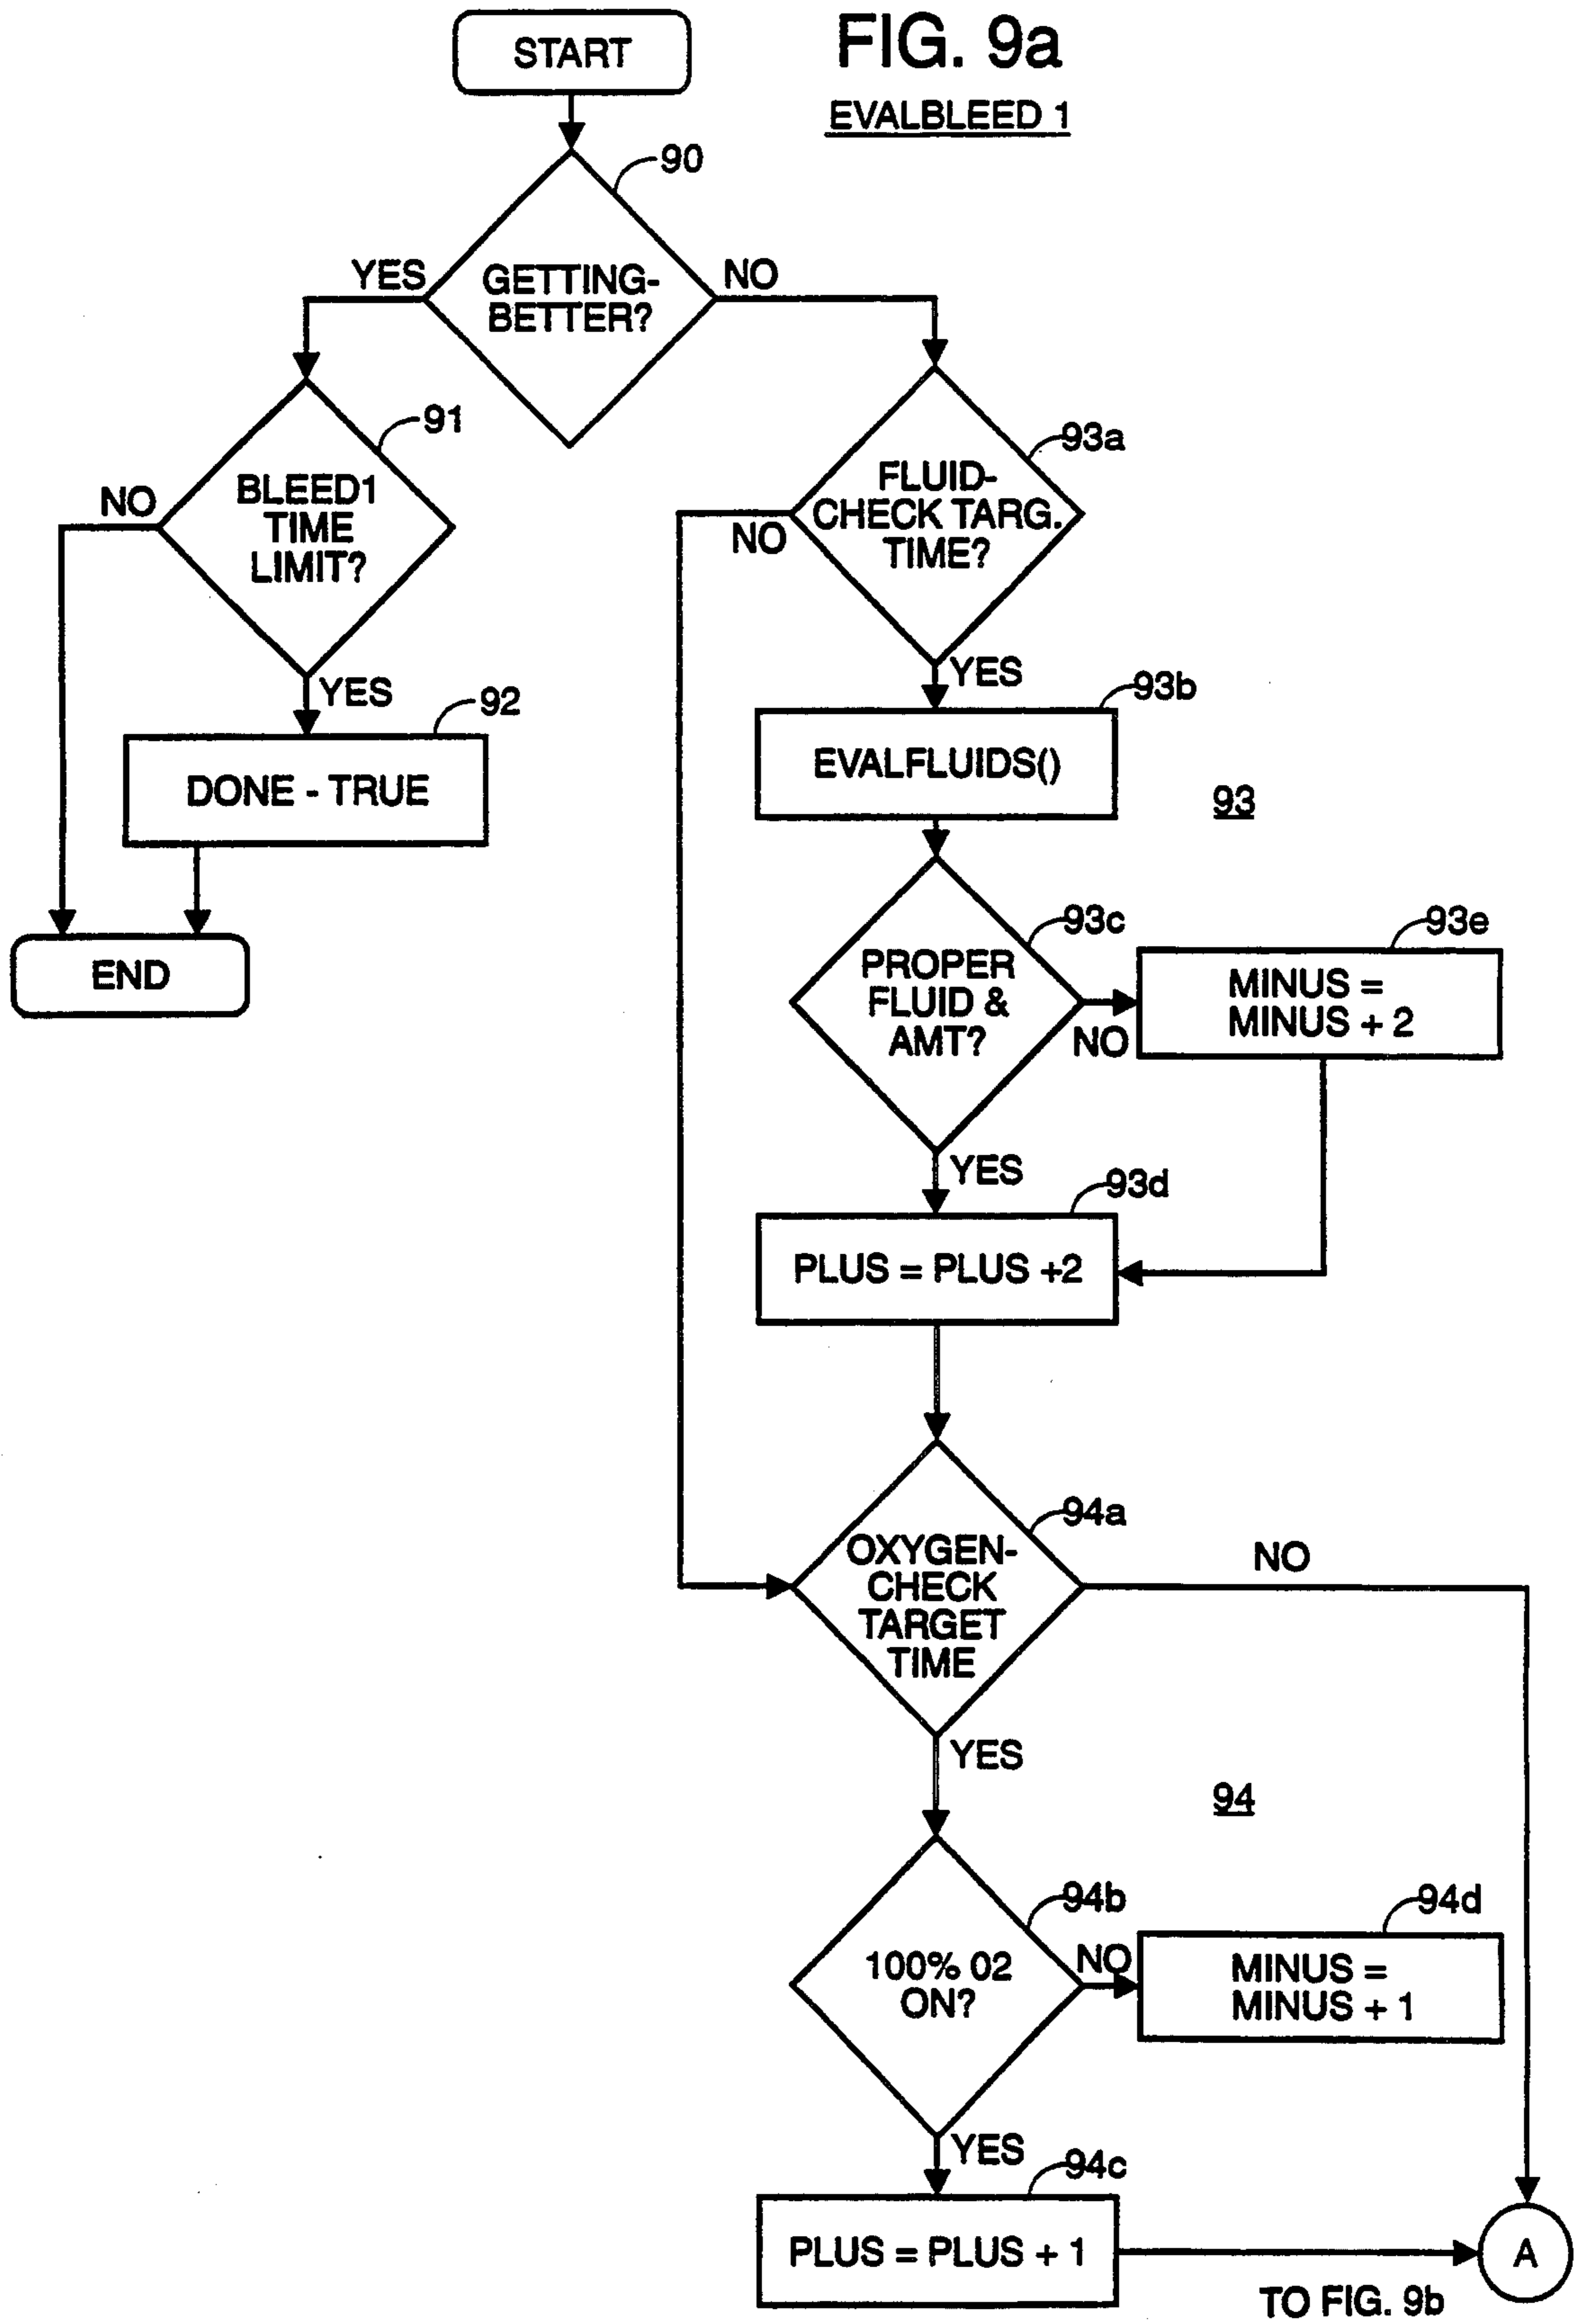 START
FIG. 9a
EVALBLEED 1
90
YES
GETTING-
BETTER?
NO
91
NO
BLEED1
TIME
LIMIT?
YES
92
DONE - TRUE
END
93a
FLUID-
CHECK TARG.
TIME?
NO
YES
93b
EVALFLUIDS()
93
93c
PROPER
FLUID &
AMT?
NO
93e
MINUS =
MINUS + 2
YES
93d
PLUS = PLUS +2
94a
OXYGEN-
CHECK
TARGET
TIME
NO
YES
94
94b
100% 02
ON?
NO
94d
MINUS =
MINUS + 1
YES
94c
PLUS = PLUS + 1
A
TO FIG. 9b